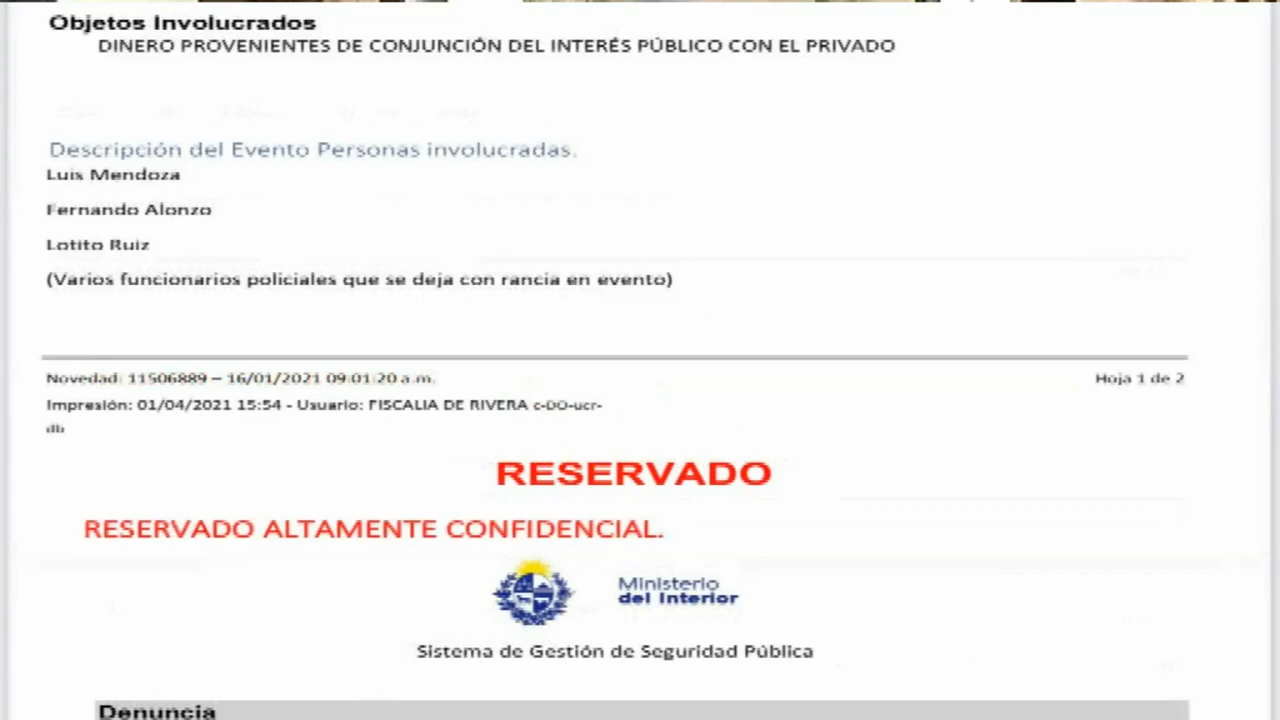 Objetos Involucrados
DINERO PROVENIENTES DE CONJUNCIÓN DEL INTERÉS PÚBLICO CON EL PRIVADO
Descripción del Evento Personas involucradas.
Luis Mendoza
Fernando Alonzo
Lotito Ruiz
(Varios funcionarios policiales que se deja con rancia en evento)
Novedad: 11506889 – 16/01/2021 09:01:20 a.m.
Hoja 1 de 2
Impresión: 01/04/2021 15:54 - Usuario: FISCALIA DE RIVERA c-DO-ucr-
db
RESERVADO
RESERVADO ALTAMENTE CONFIDENCIAL.
Ministerio
del Interior
Sistema de Gestión de Seguridad Pública
Denuncia